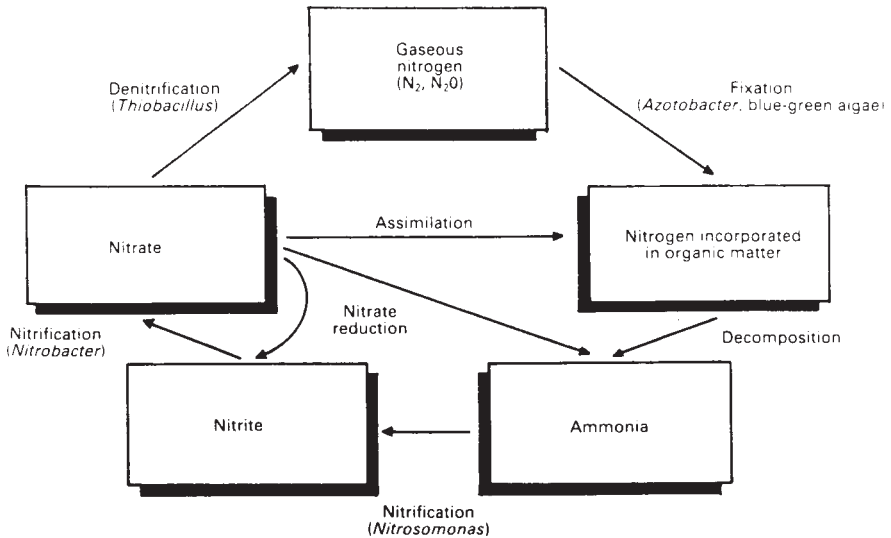 Gaseous
nitrogen
(N₂, N₂0)
Denitrification
(Thiobacillus)
Fixation
(Azotobacter, blue-green algae)
Nitrate
Assimilation
Nitrogen incorporated
in organic matter
Nitrate
reduction
Nitrification
(Nitrobacter)
Decomposition
Nitrite
Ammonia
Nitrification
(Nitrosomonas)